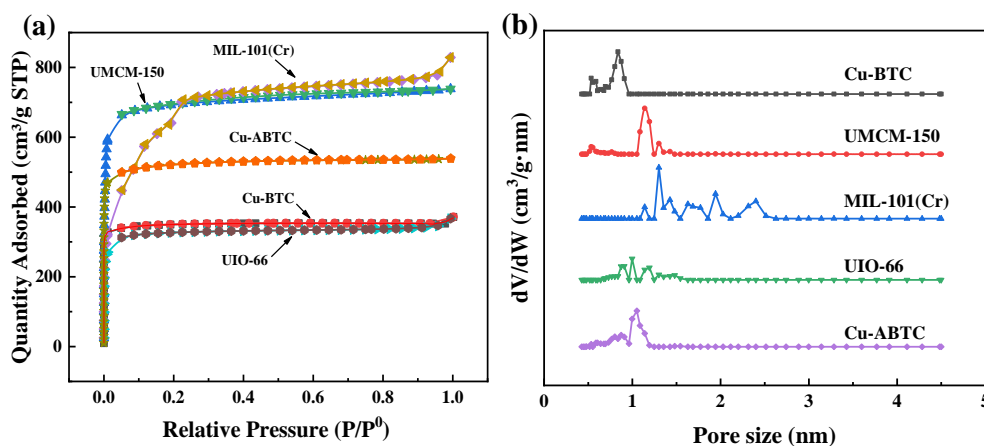 (a)
800
600
400
200
0
0.0 0.2 0.4 0.6 0.8 1.0
Quantity Adsorbed (cm³/g STP)
Relative Pressure (P/P⁰)
MIL-101(Cr)
UMCM-150
Cu-ABTC
Cu-BTC
UIO-66
(b)
dV/dW (cm³/g·nm)
Cu-BTC
UMCM-150
MIL-101(Cr)
UIO-66
Cu-ABTC
0 1 2 3 4 5
Pore size (nm)